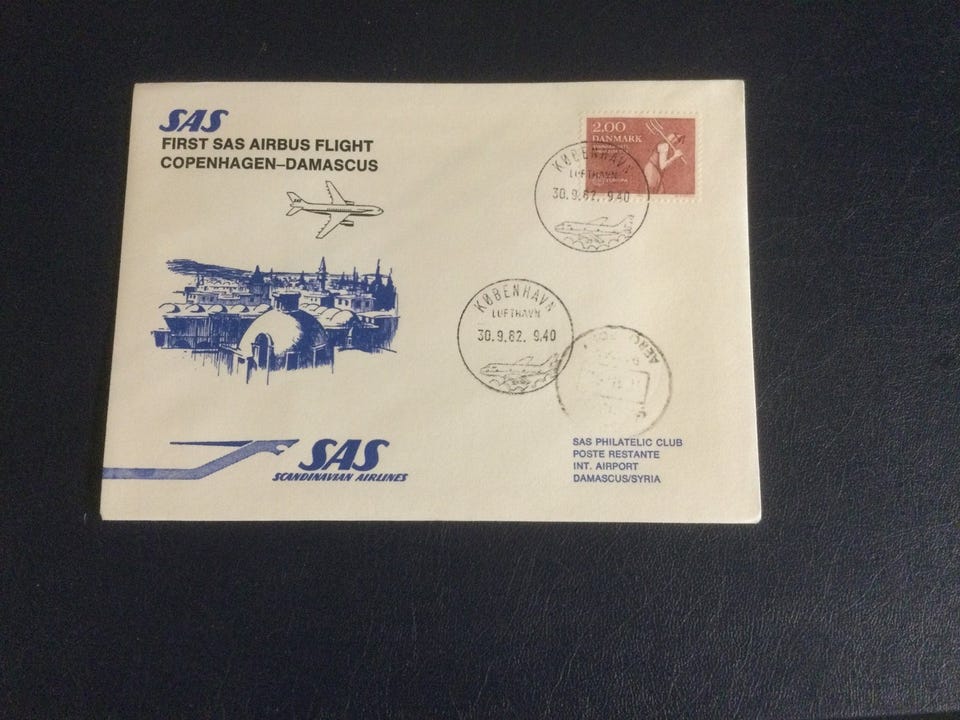 SAS
FIRST SAS AIRBUS FLIGHT
COPENHAGEN–DAMASCUS
SAS
2.00
DANMARK
KØBENHAVN
LUFTHAVN
30.9.82. 9.40
KØBENHAVN
LUFTHAVN
30.9.82. 9.40
SAS
SCANDINAVIAN AIRLINES
SAS PHILATELIC CLUB
POSTE RESTANTE
INT. AIRPORT
DAMASCUS/SYRIA